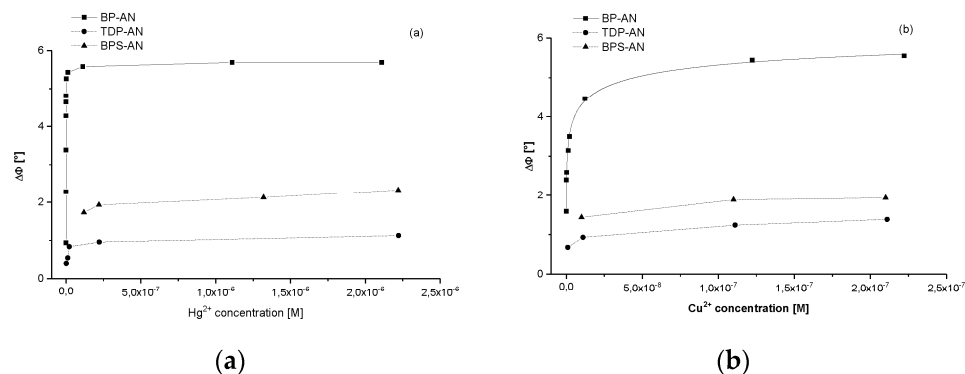 BP-AN
TDP-AN
BPS-AN
(a)
6
4
2
0
ΔΦ [°]
0,0 5,0x10⁻⁷ 1,0x10⁻⁶ 1,5x10⁻⁶ 2,0x10⁻⁶ 2,5x10⁻⁶
Hg²⁺ concentration [M]
(a)
BP-AN
TDP-AN
BPS-AN
(b)
6
4
2
0
ΔΦ [°]
0,0 5,0x10⁻⁸ 1,0x10⁻⁷ 1,5x10⁻⁷ 2,0x10⁻⁷ 2,5x10⁻⁷
Cu²⁺ concentration [M]
(b)